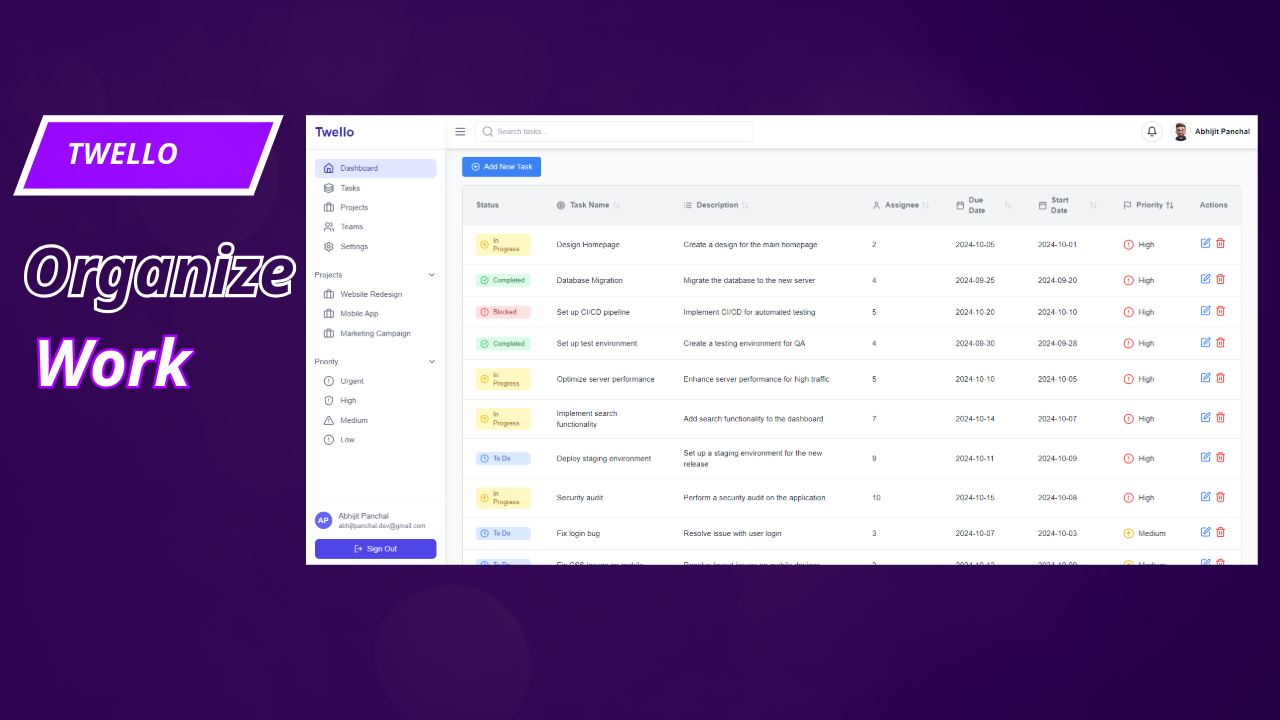 TWELLO
Organize
Work
Twello
Search tasks...
Abhijit Panchal
Dashboard
Tasks
Projects
Teams
Settings
Projects
Website Redesign
Mobile App
Marketing Campaign
Priority
Urgent
High
Medium
Low
AP
Abhijit Panchal
abhijitpanchal.dev@gmail.com
Sign Out
Add New Task
Status Task Name Description Assignee Due Date Start Date Priority Actions
In Progress Design Homepage Create a design for the main homepage 2 2024-10-05 2024-10-01 High
Completed Database Migration Migrate the database to the new server 4 2024-09-25 2024-09-20 High
Blocked Set up CI/CD pipeline Implement CI/CD for automated testing 5 2024-10-20 2024-10-10 High
Completed Set up test environment Create a testing environment for QA 4 2024-09-30 2024-09-28 High
In Progress Optimize server performance Enhance server performance for high traffic 5 2024-10-10 2024-10-05 High
In Progress Implement search functionality Add search functionality to the dashboard 7 2024-10-14 2024-10-07 High
To Do Deploy staging environment Set up a staging environment for the new release 9 2024-10-11 2024-10-09 High
In Progress Security audit Perform a security audit on the application 10 2024-10-15 2024-10-08 High
To Do Fix login bug Resolve issue with user login 3 2024-10-07 2024-10-03 Medium